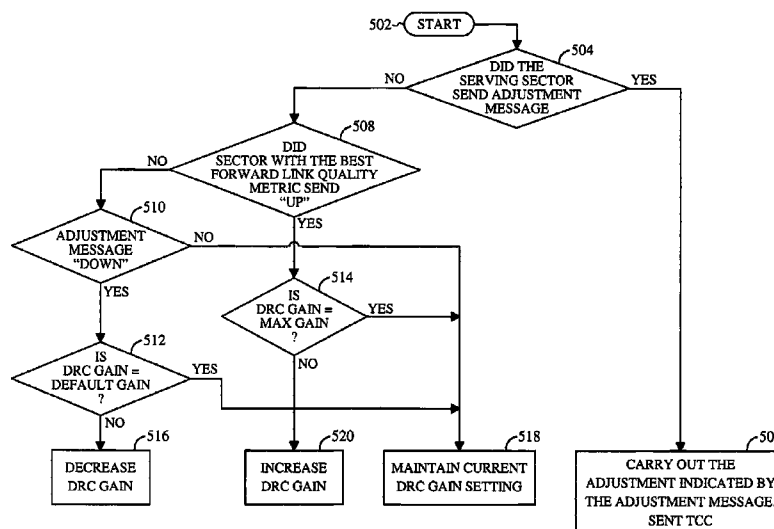 502
START
504
DID THE
SERVING SECTOR
SEND ADJUSTMENT
MESSAGE
NO
YES
508
DID
SECTOR WITH THE BEST
FORWARD LINK QUALITY
METRIC SEND
“UP”
NO
YES
510
ADJUSTMENT
MESSAGE
“DOWN”
NO
YES
514
IS
DRC GAIN =
MAX GAIN
?
YES
NO
512
IS
DRC GAIN =
DEFAULT GAIN
?
YES
NO
516
DECREASE
DRC GAIN
520
INCREASE
DRC GAIN
518
MAINTAIN CURRENT
DRC GAIN SETTING
CARRY OUT THE
ADJUSTMENT INDICATED BY
THE ADJUSTMENT MESSAGE,
SENT TCC